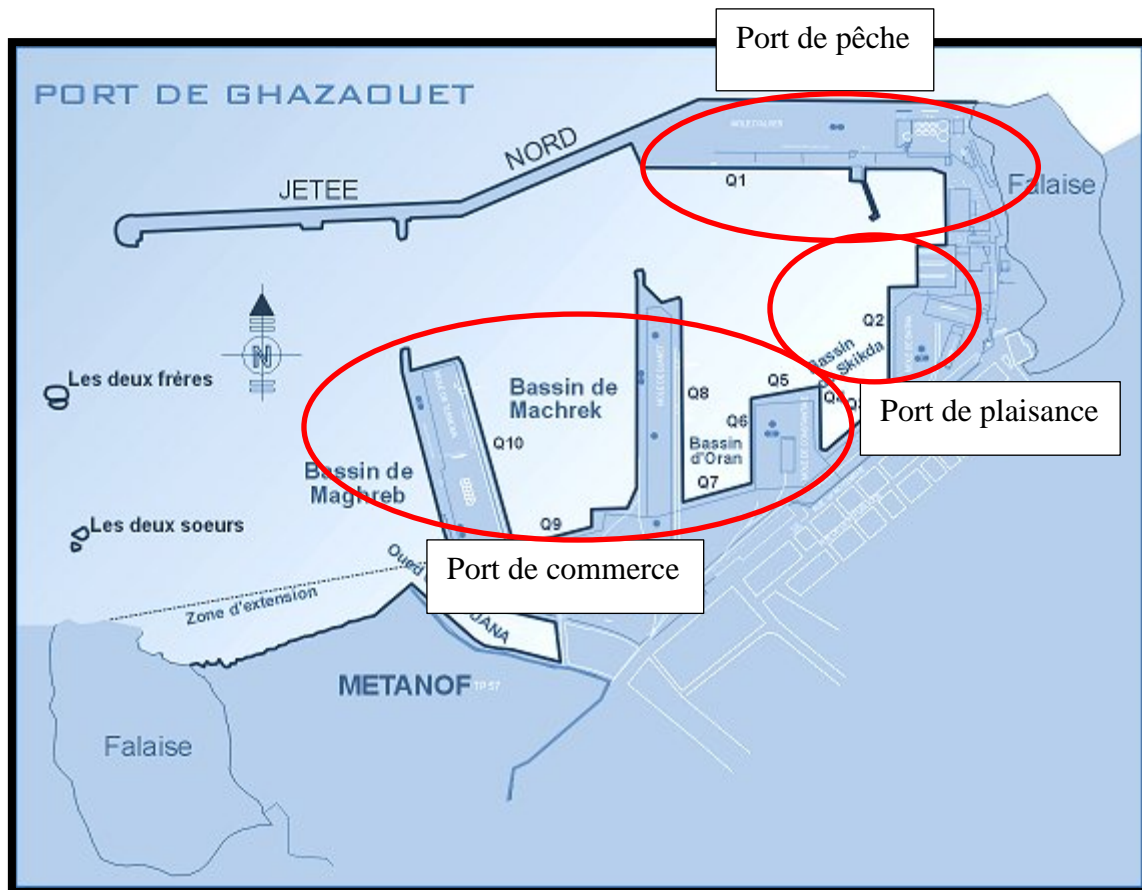 Port de pêche
PORT DE GHAZAOUET
JETEE NORD
MOLE D'ALGER
Q1
Falaise
Q2
Bassin
Skikda
Les deux frères
Bassin de
Machrek
Q5
Q8
Q6
Port de plaisance
Q10
Bassin
d'Oran
Bassin de
Maghreb
Q7
Q9
Les deux soeurs
Oued
Port de commerce
Zone d'extension
METANOF
Falaise